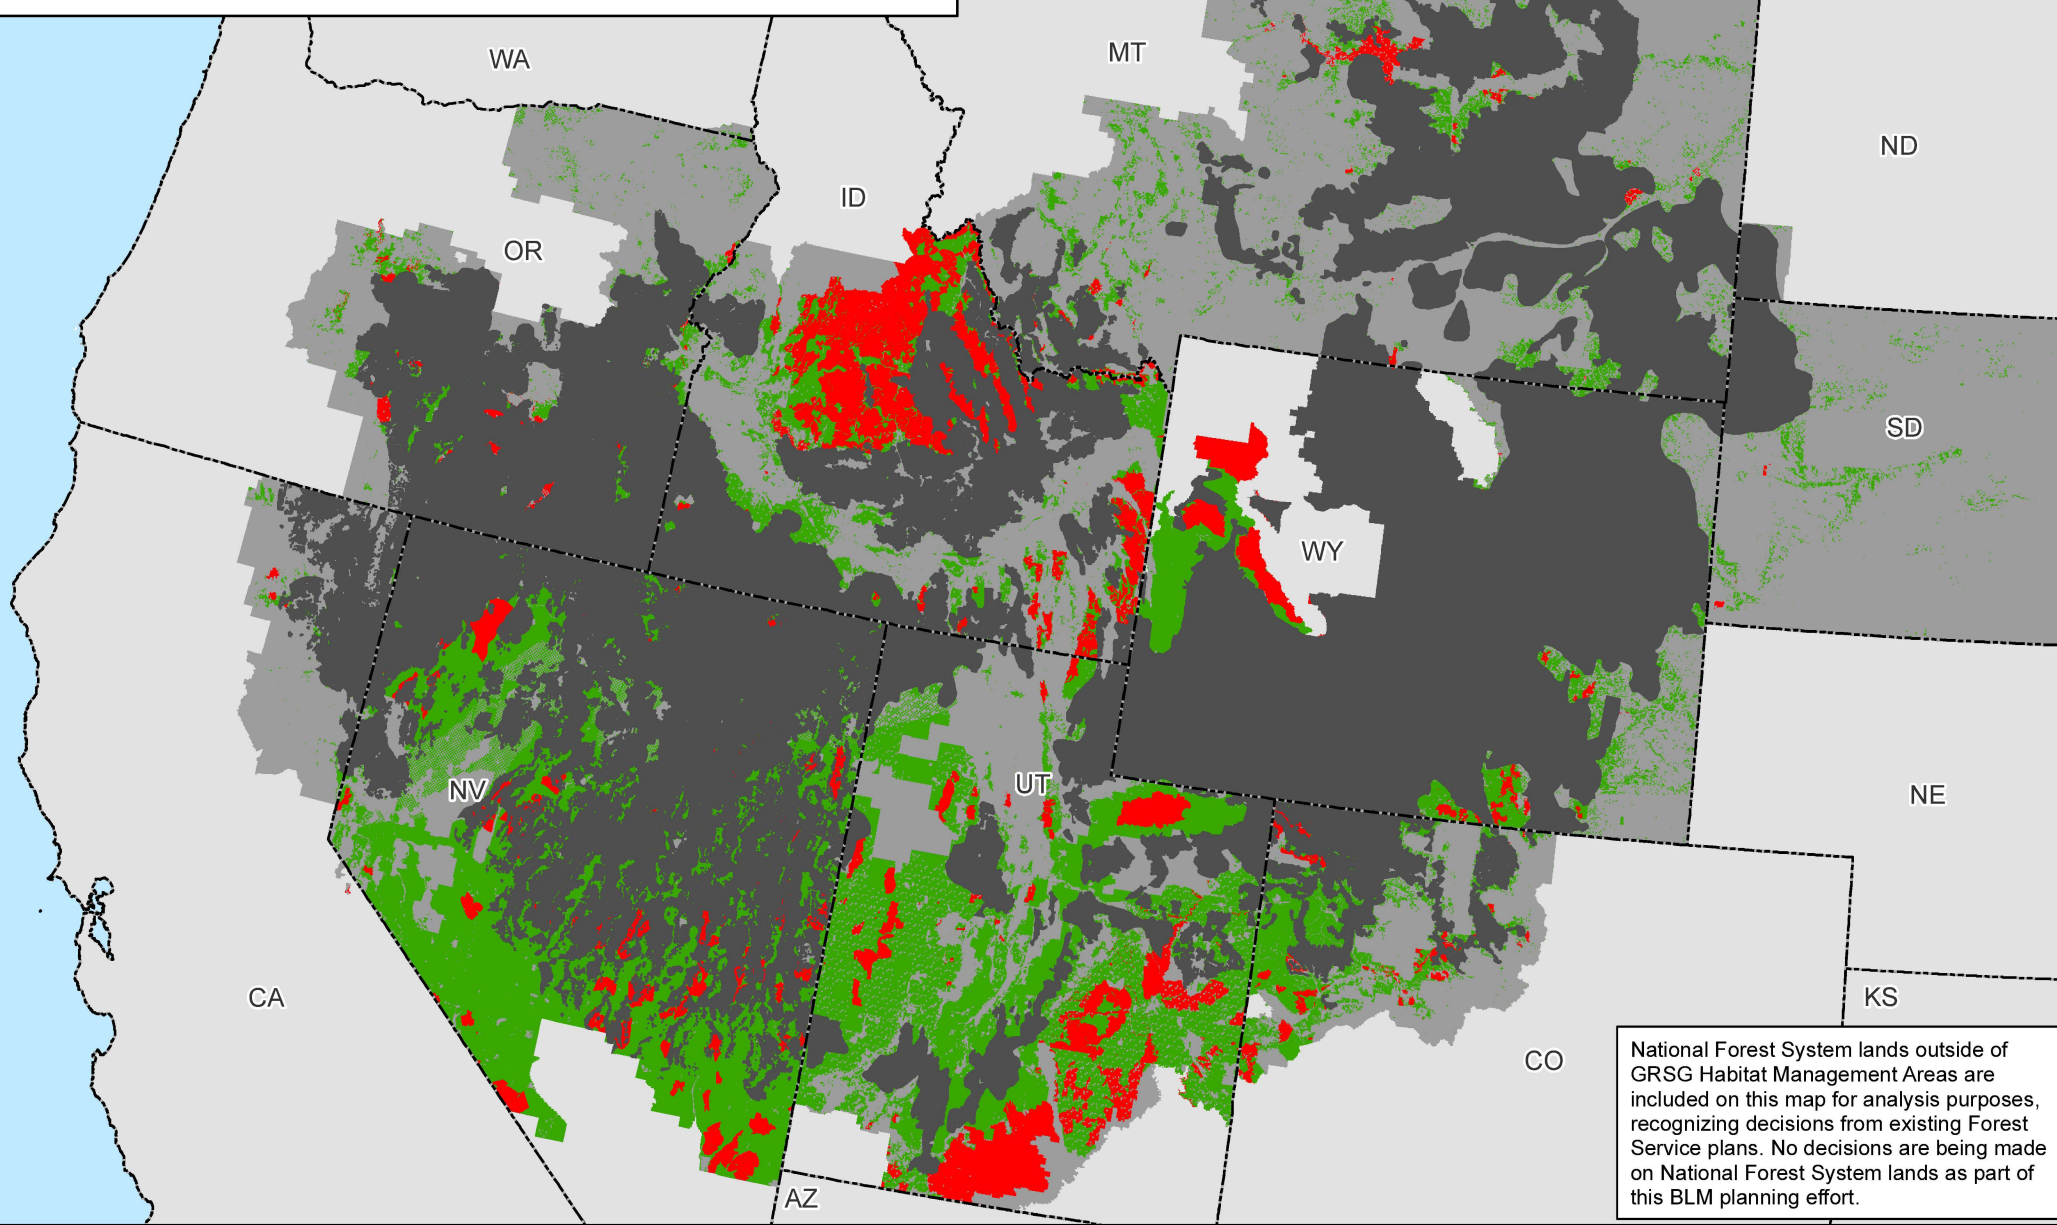 WA
MT
ND
ID
OR
SD
WY
NV
UT
NE
CA
KS
CO
AZ
National Forest System lands outside of
GRSG Habitat Management Areas are
included on this map for analysis purposes,
recognizing decisions from existing Forest
Service plans. No decisions are being made
on National Forest System lands as part of
this BLM planning effort.